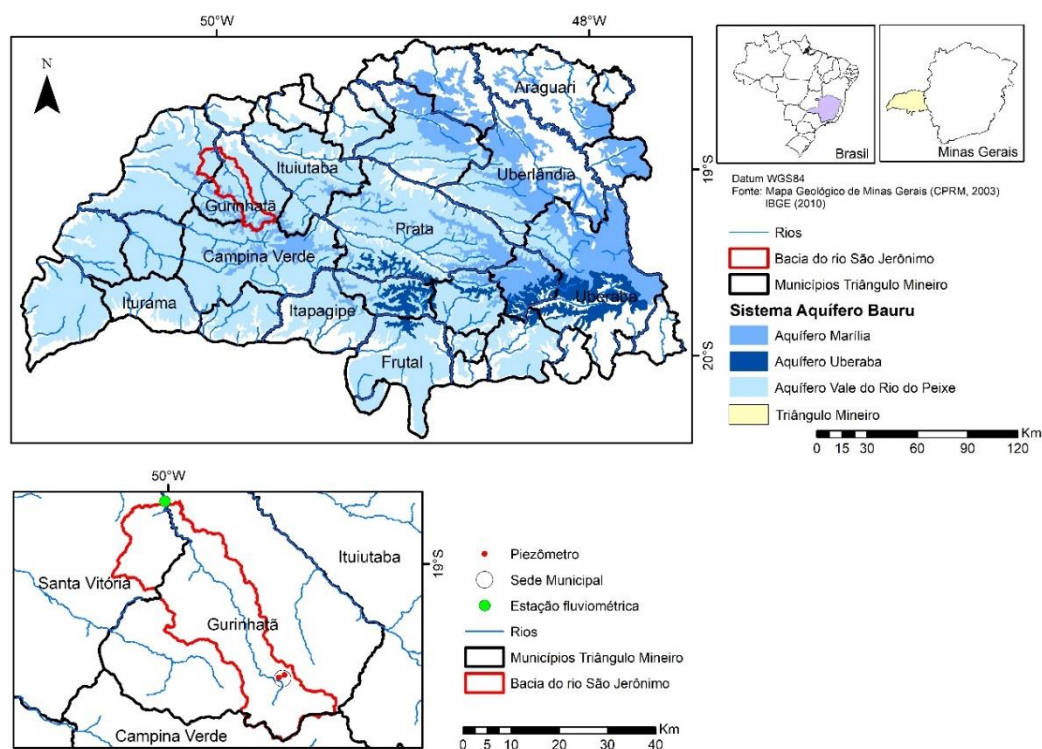 50°W
48°W
N
Araguari
Ituiutaba
Uberlândia
19°S
Gurinhatã
Prata
Campina Verde
Iturama
Itapagipe
Uberaba
Frutal
20°S
Brasil
Minas Gerais
Datum WGS84
Fonte: Mapa Geológico de Minas Gerais (CPRM, 2003)
IBGE (2010)
Rios
Bacia do rio São Jerônimo
Municípios Triângulo Mineiro
Sistema Aquífero Bauru
Aquífero Marília
Aquífero Uberaba
Aquífero Vale do Rio do Peixe
Triângulo Mineiro
Km
0 15 30 60 90 120
50°W
Ituiutaba
19°S
Santa Vitória
Gurinhatã
Campina Verde
Piezômetro
Sede Municipal
Estação fluviométrica
Rios
Municípios Triângulo Mineiro
Bacia do rio São Jerônimo
Km
0 5 10 20 30 40